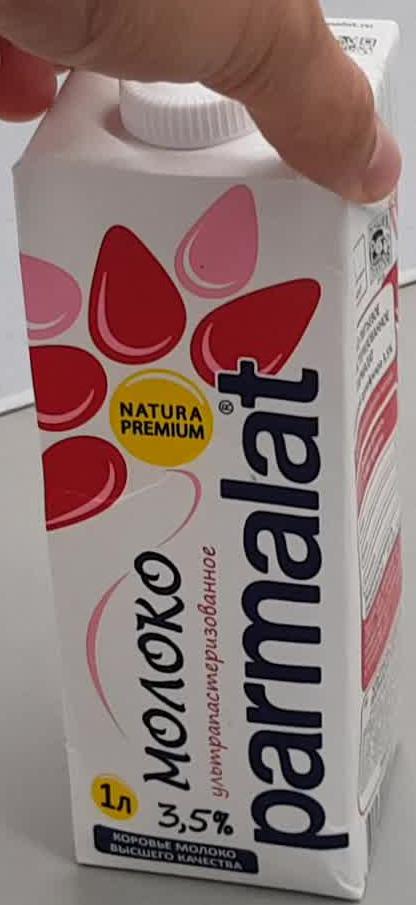 NATURA
PREMIUM
parmalat®
МОЛОКО
ультрапастеризованное
1л
3,5%
КОРОВЬЕ МОЛОКО
ВЫСШЕГО КАЧЕСТВА